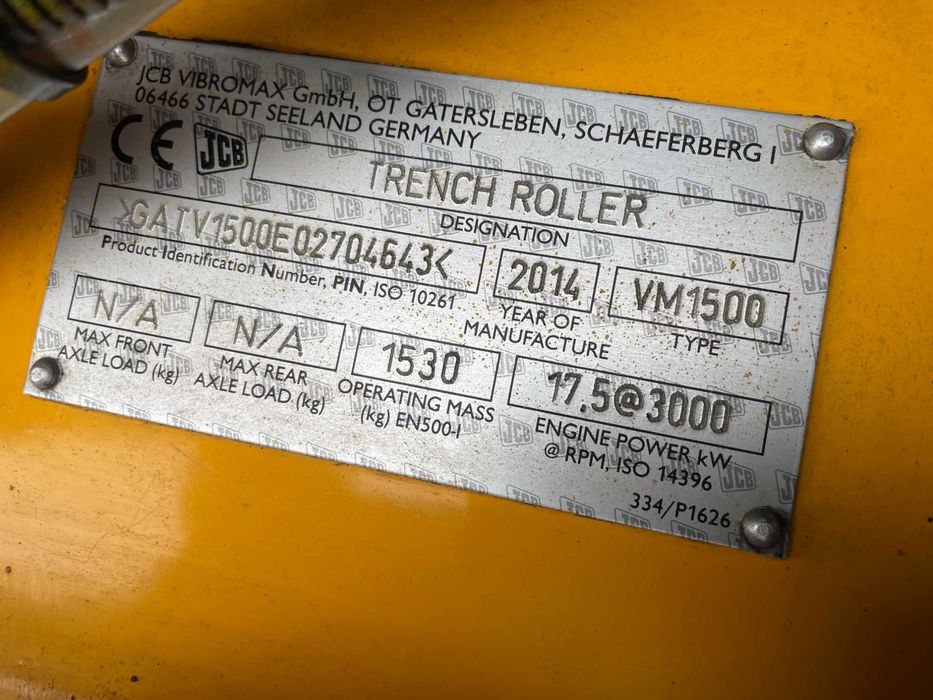 JCB VIBROMAX GmbH, OT GATERSLEBEN, SCHAEFERBERG 1
06466 STADT SEELAND GERMANY
CE JCB
TRENCH ROLLER
DESIGNATION
>GATV1500E02704643<
Product Identification Number, PIN, ISO 10261
2014
YEAR OF
MANUFACTURE
VM1500
TYPE
N/A
MAX FRONT
AXLE LOAD (kg)
N/A
MAX REAR
AXLE LOAD (kg)
1530
OPERATING MASS
(kg) EN500-1
17.5@3000
ENGINE POWER kW
@ RPM, ISO 14396
334/P1626